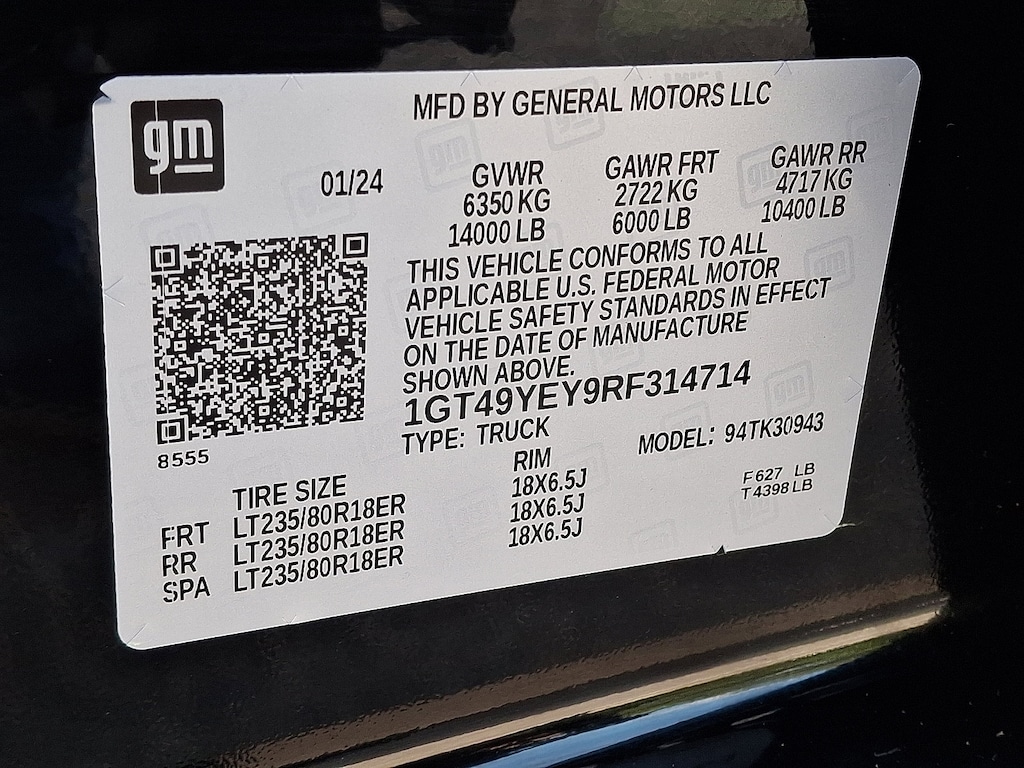 gm
MFD BY GENERAL MOTORS LLC
01/24
GVWR GAWR FRT GAWR RR
6350 KG 2722 KG 4717 KG
14000 LB 6000 LB 10400 LB
THIS VEHICLE CONFORMS TO ALL
APPLICABLE U.S. FEDERAL MOTOR
VEHICLE SAFETY STANDARDS IN EFFECT
ON THE DATE OF MANUFACTURE
SHOWN ABOVE.
1GT49YEY9RF314714
8555
TYPE: TRUCK MODEL: 94TK30943
TIRE SIZE RIM
FRT LT235/80R18ER 18X6.5J
RR LT235/80R18ER 18X6.5J
SPA LT235/80R18ER 18X6.5J
F 627 LB
T 4398 LB